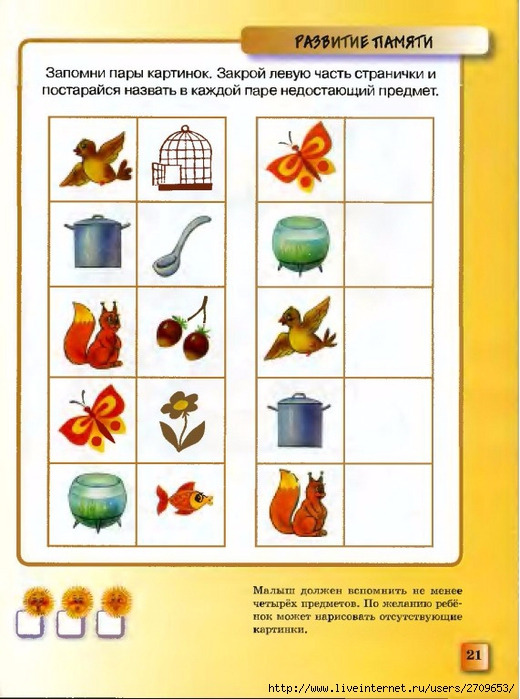 РАЗВИТИЕ ПАМЯТИ
Запомни пары картинок. Закрой левую часть странички и
постарайся назвать в каждой паре недостающий предмет.
Малыш должен вспомнить не менее
четырёх предметов. По желанию ребё-
нок может нарисовать отсутствующие
картинки.
21
http://www.liveinternet.ru/users/2709653/